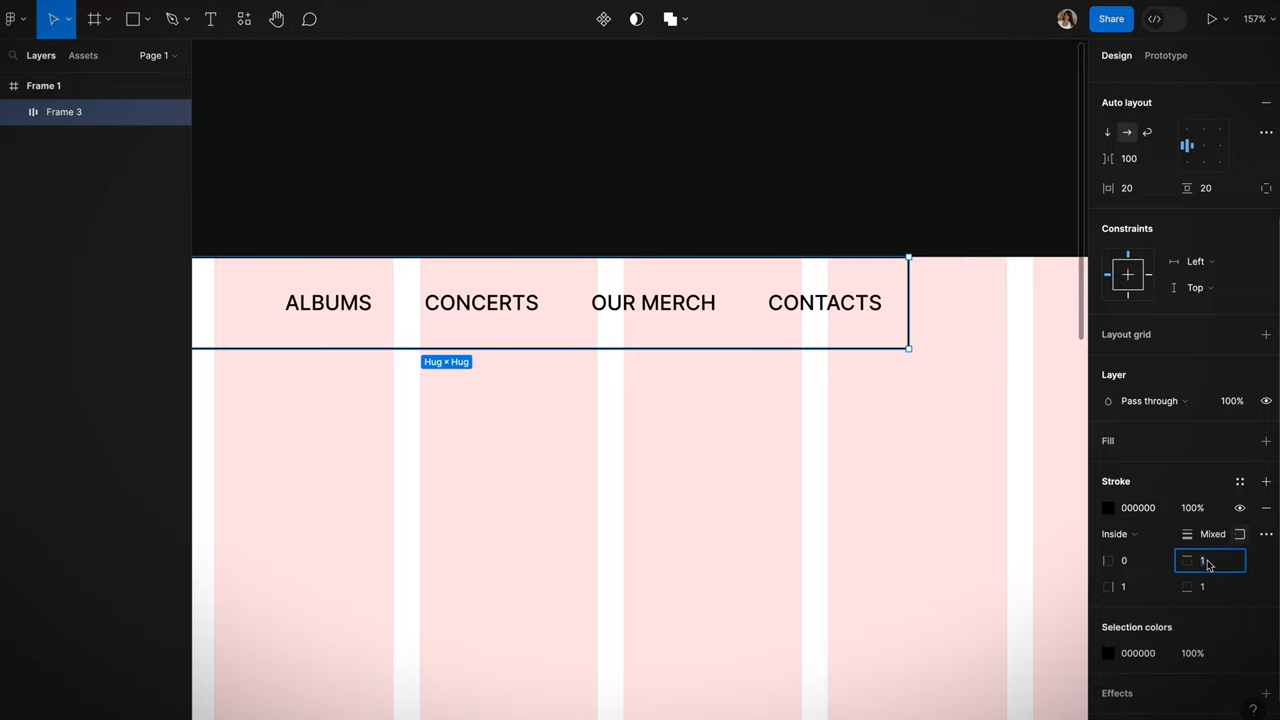 Share
157%
Layers
Assets
Page 1
Design
Prototype
Frame 1
Frame 3
Auto layout
100
20
20
Constraints
Left
Top
ALBUMS
CONCERTS
OUR MERCH
CONTACTS
Hug × Hug
Layout grid
Layer
Pass through
100%
Fill
Stroke
000000
100%
Inside
Mixed
0
1
1
1
Selection colors
000000
100%
Effects
?